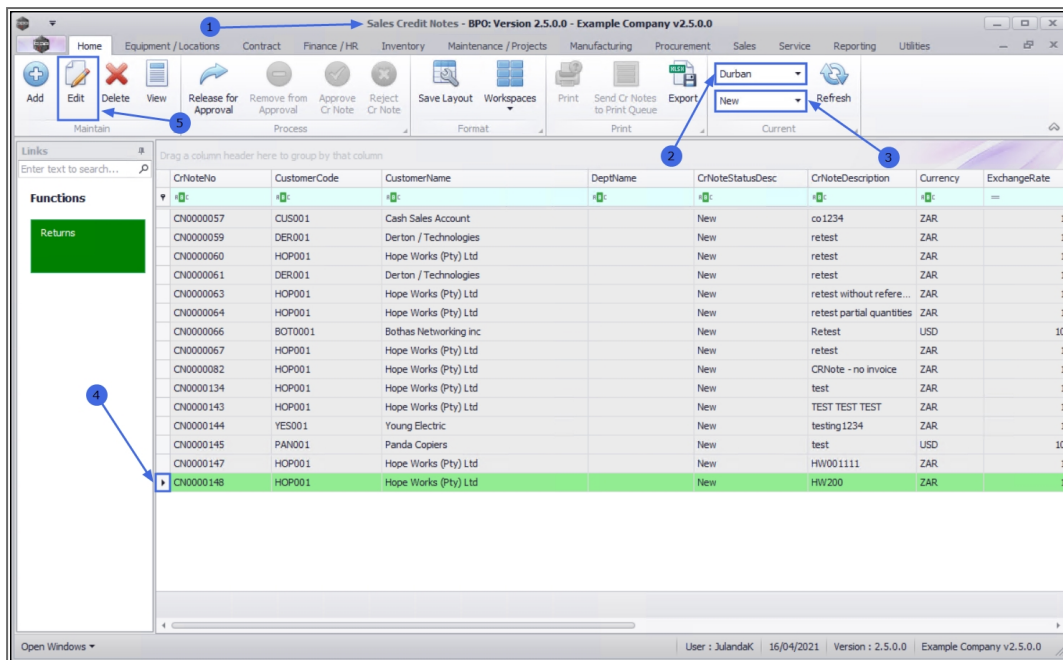 1
Sales Credit Notes - BPO: Version 2.5.0.0 - Example Company v2.5.0.0
Home Equipment / Locations Contract Finance / HR Inventory Maintenance / Projects Manufacturing Procurement Sales Service Reporting Utilities
Add Edit Delete View Release for Approval Remove from Approval Approve Cr Note Reject Cr Note Save Layout Workspaces Print Send Cr Notes to Print Queue Export Durban New Refresh
5
Maintain Process Format Print Current
2 3
Links
Enter text to search...
Functions
Returns
Drag a column header here to group by that column
CrNoteNo CustomerCode CustomerName DeptName CrNoteStatusDesc CrNoteDescription Currency ExchangeRate
CN0000057 CUS001 Cash Sales Account New co1234 ZAR
CN0000059 DER001 Derton / Technologies New retest ZAR
CN0000060 HOP001 Hope Works (Pty) Ltd New retest ZAR
CN0000061 DER001 Derton / Technologies New retest ZAR
CN0000063 HOP001 Hope Works (Pty) Ltd New retest without refere... ZAR
CN0000064 HOP001 Hope Works (Pty) Ltd New retest partial quantities ZAR
CN0000066 BOT0001 Bothas Networking inc New Retest USD 10
CN0000067 HOP001 Hope Works (Pty) Ltd New retest ZAR
CN0000082 HOP001 Hope Works (Pty) Ltd New CRNote - no invoice ZAR
CN0000134 HOP001 Hope Works (Pty) Ltd New test ZAR
4
CN0000143 HOP001 Hope Works (Pty) Ltd New TEST TEST TEST ZAR
CN0000144 YES001 Young Electric New testing1234 ZAR
CN0000145 PAN001 Panda Copiers New test USD 10
CN0000147 HOP001 Hope Works (Pty) Ltd New HW001111 ZAR
CN0000148 HOP001 Hope Works (Pty) Ltd New HW200 ZAR
Open Windows User : JulandaK 16/04/2021 Version : 2.5.0.0 Example Company v2.5.0.0